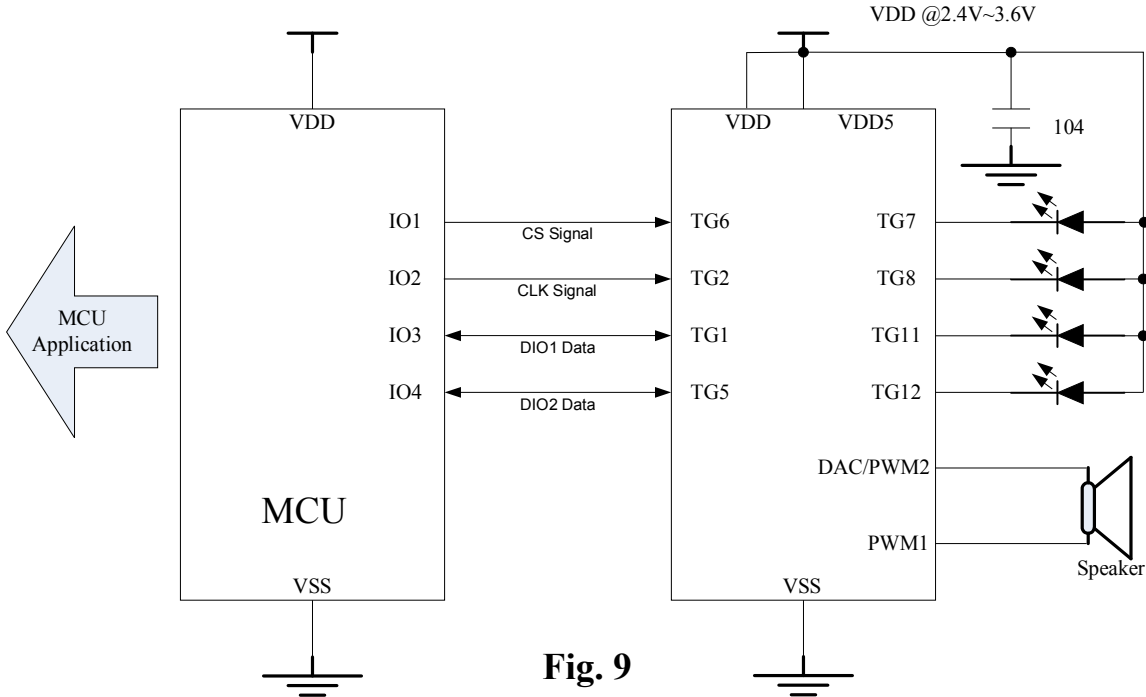 VDD @2.4V~3.6V
VDD
VDD
VDD5
104
IO1
CS Signal
TG6
TG7
IO2
CLK Signal
TG2
TG8
MCU
Application
IO3
DIO1 Data
TG1
TG11
IO4
DIO2 Data
TG5
TG12
DAC/PWM2
MCU
PWM1
Speaker
VSS
VSS
Fig. 9